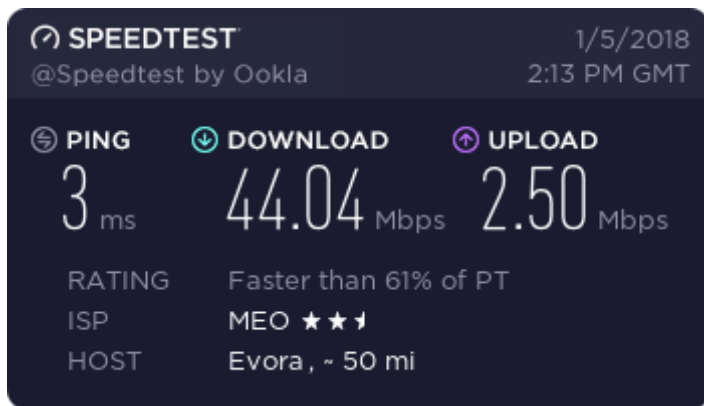 SPEEDTEST 1/5/2018
@Speedtest by Ookla 2:13 PM GMT
PING DOWNLOAD UPLOAD
3 ms 44.04 Mbps 2.50 Mbps
RATING Faster than 61% of PT
ISP MEO
HOST Evora, ~ 50 mi